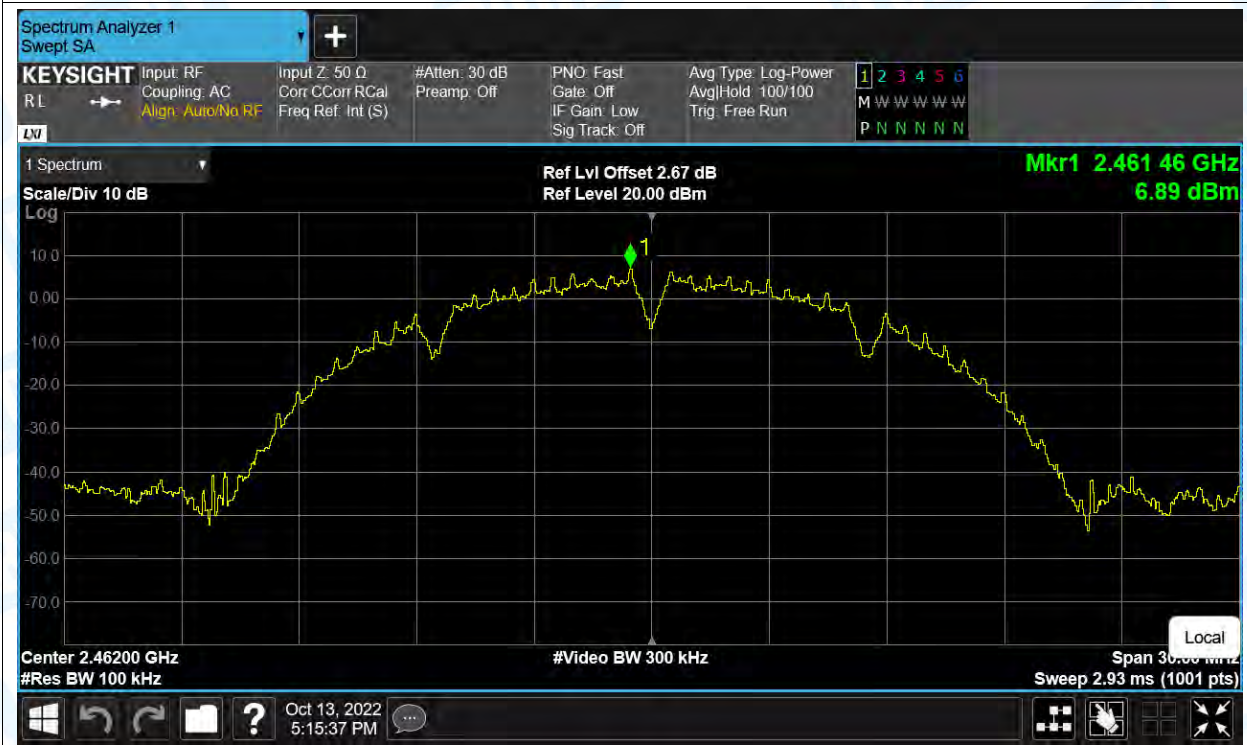 Spectrum Analyzer 1
Swept SA
KEYSIGHT
R L
LXI
Input: RF
Coupling: AC
Align: Auto/No RF
Input Z: 50 Ω
Corr CCorr RCal
Freq Ref: Int (S)
#Atten: 30 dB
Preamp: Off
PNO: Fast
Gate: Off
IF Gain: Low
Sig Track: Off
Avg Type: Log-Power
Avg|Hold: 100/100
Trig: Free Run
1 2 3 4 5 6
M W W W W W
P N N N N N
1 Spectrum
Scale/Div 10 dB
Ref Lvl Offset 2.67 dB
Ref Level 20.00 dBm
Mkr1 2.461 46 GHz
6.89 dBm
Log
1
10.0
0.00
-10.0
-20.0
-30.0
-40.0
-50.0
-60.0
-70.0
Local
Center 2.46200 GHz
#Video BW 300 kHz
Span 30.00 MHz
#Res BW 100 kHz
Sweep 2.93 ms (1001 pts)
?
Oct 13, 2022
5:15:37 PM